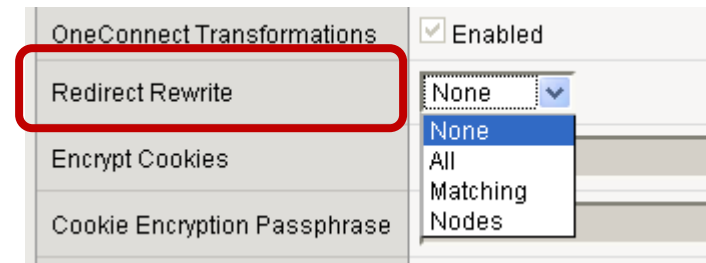 OneConnect Transformations Enabled
Redirect Rewrite None
None
All
Encrypt Cookies
Matching
Cookie Encryption Passphrase Nodes